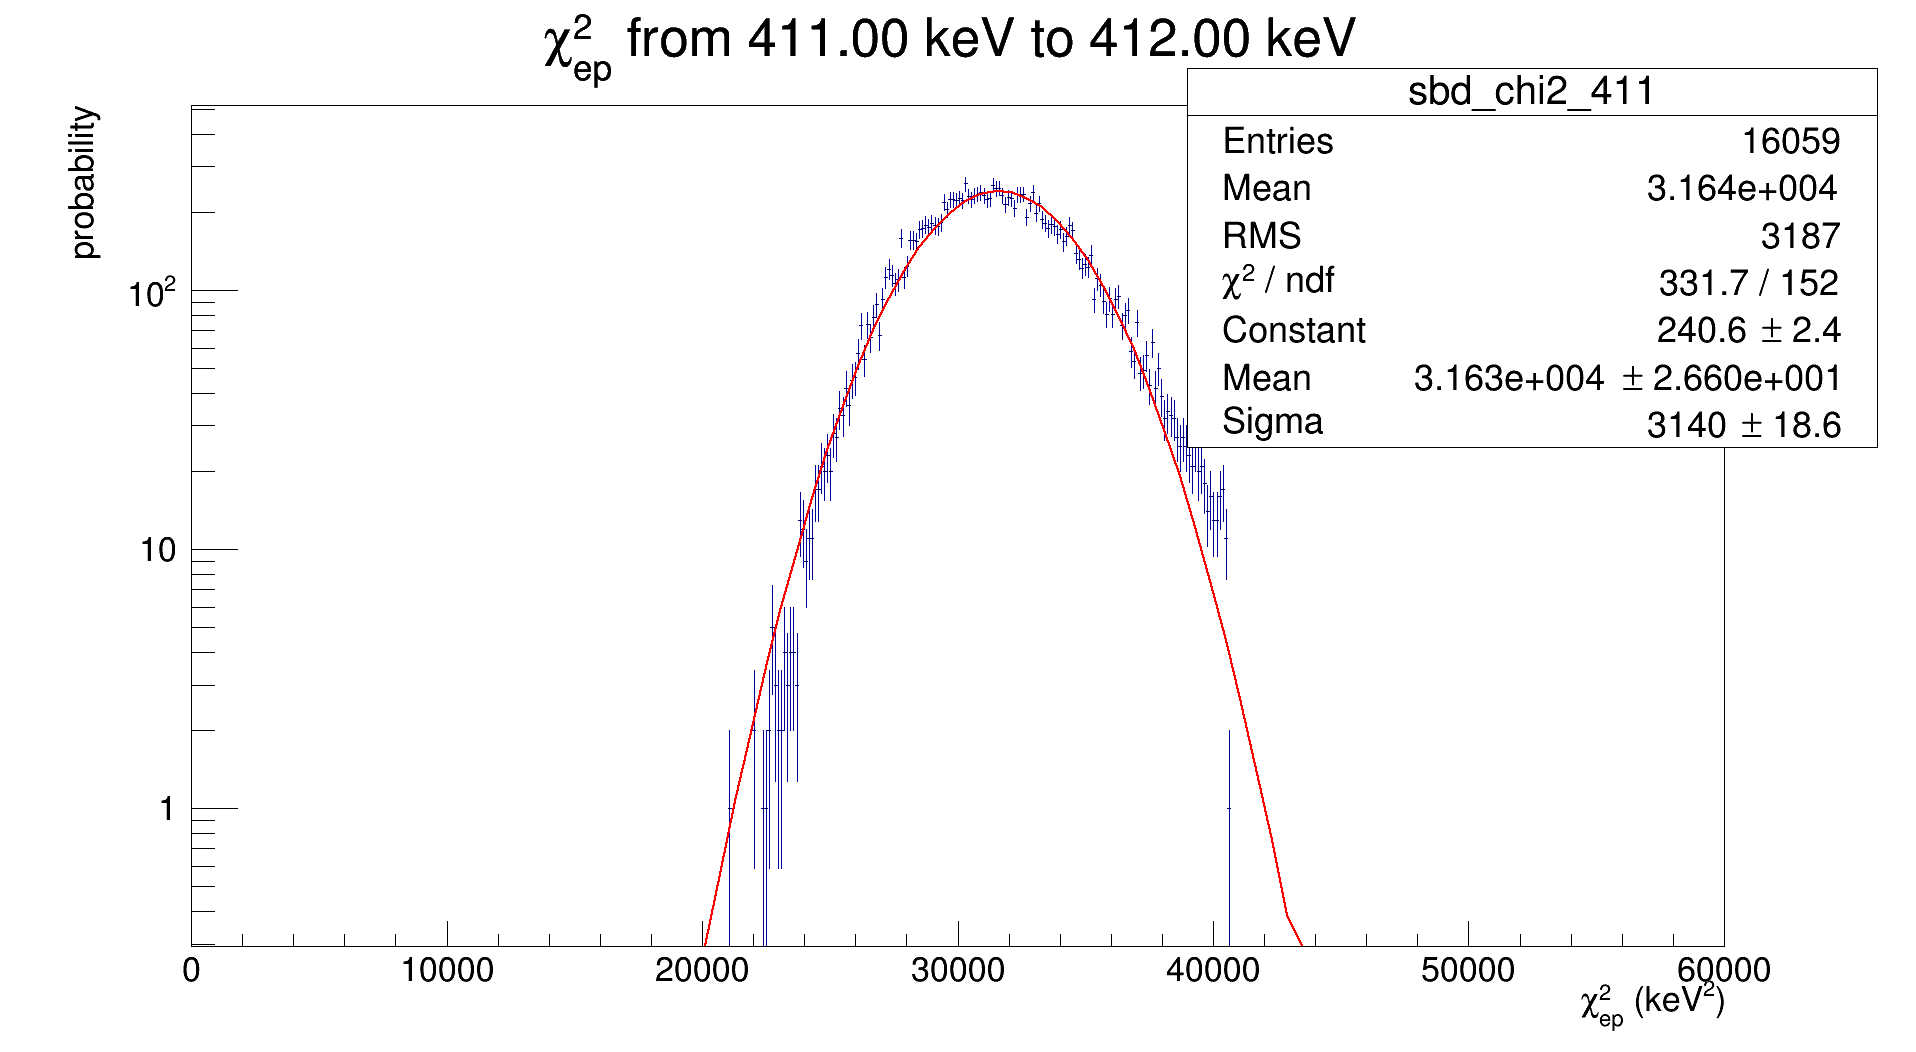 χ²ep from 411.00 keV to 412.00 keV
sbd_chi2_411
Entries 16059
Mean 3.164e+004
RMS 3187
χ² / ndf 331.7 / 152
Constant 240.6 ± 2.4
Mean 3.163e+004 ± 2.660e+001
Sigma 3140 ± 18.6
probability
10²
10
1
0 10000 20000 30000 40000 50000 60000
χ²ep (keV²)